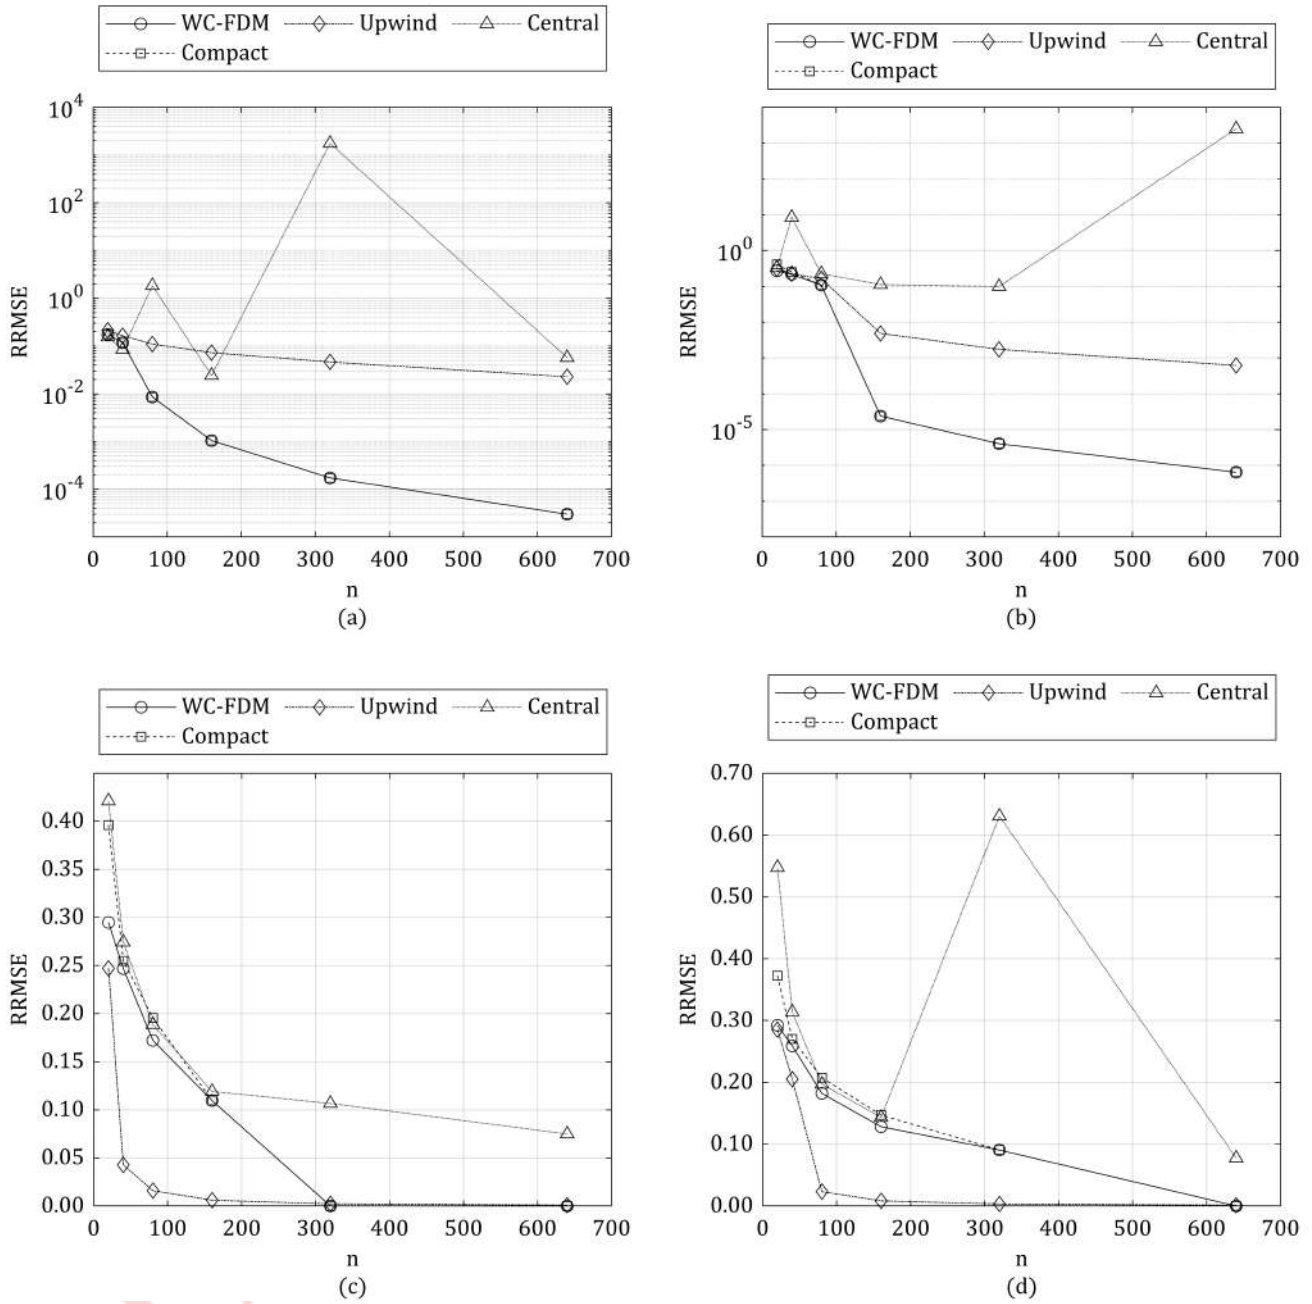 WC-FDM Upwind Central
Compact
10^4
10^2
10^0
10^-2
10^-4
RRMSE
0 100 200 300 400 500 600 700
n
(a)
WC-FDM Upwind Central
Compact
10^0
10^-5
RRMSE
0 100 200 300 400 500 600 700
n
(b)
WC-FDM Upwind Central
Compact
0.40
0.35
0.30
0.25
0.20
0.15
0.10
0.05
0.00
RRMSE
0 100 200 300 400 500 600 700
n
(c)
WC-FDM Upwind Central
Compact
0.70
0.60
0.50
0.40
0.30
0.20
0.10
0.00
RRMSE
0 100 200 300 400 500 600 700
n
(d)